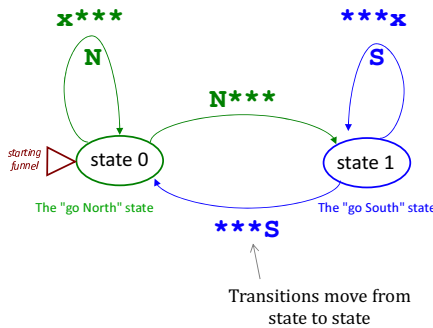 x***
***x
N
S
N***
starting
funnel
state 0
state 1
The "go North" state
The "go South" state
***S
Transitions move from
state to state